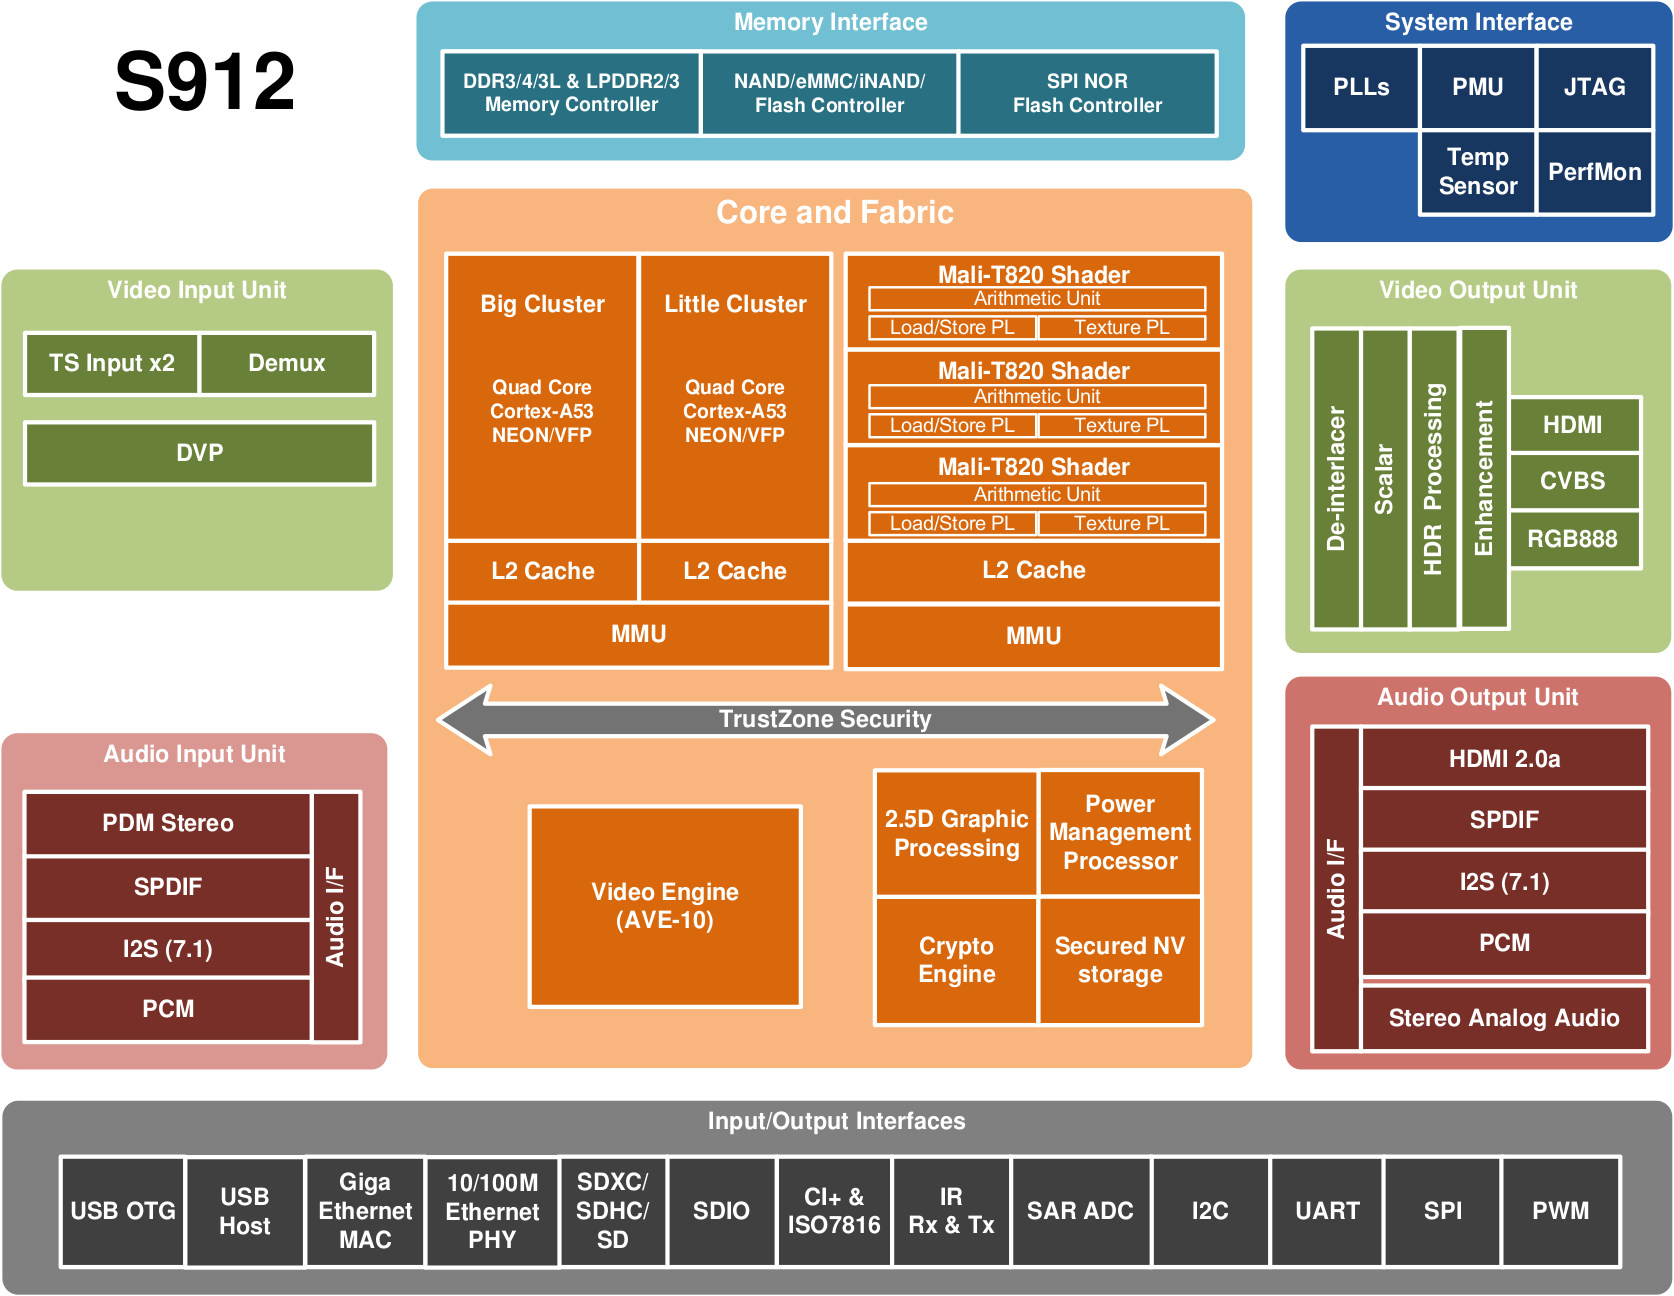 S912
Memory Interface
DDR3/4/3L & LPDDR2/3
Memory Controller
NAND/eMMC/iNAND/
Flash Controller
SPI NOR
Flash Controller
System Interface
PLLs
PMU
JTAG
Temp
Sensor
PerfMon
Video Input Unit
TS Input x2
Demux
DVP
Core and Fabric
Big Cluster
Quad Core
Cortex-A53
NEON/VFP
Little Cluster
Quad Core
Cortex-A53
NEON/VFP
L2 Cache
L2 Cache
MMU
Mali-T820 Shader
Arithmetic Unit
Load/Store PL
Texture PL
Mali-T820 Shader
Arithmetic Unit
Load/Store PL
Texture PL
Mali-T820 Shader
Arithmetic Unit
Load/Store PL
Texture PL
L2 Cache
MMU
TrustZone Security
Video Engine
(AVE-10)
2.5D Graphic
Processing
Power
Management
Processor
Crypto
Engine
Secured NV
storage
Video Output Unit
De-interlacer
Scalar
HDR Processing
Enhancement
HDMI
CVBS
RGB888
Audio Input Unit
PDM Stereo
SPDIF
I2S (7.1)
PCM
Audio I/F
Audio Output Unit
Audio I/F
HDMI 2.0a
SPDIF
I2S (7.1)
PCM
Stereo Analog Audio
Input/Output Interfaces
USB OTG
USB
Host
Giga
Ethernet
MAC
10/100M
Ethernet
PHY
SDXC/
SDHC/
SD
SDIO
CI+ &
ISO7816
IR
Rx & Tx
SAR ADC
I2C
UART
SPI
PWM